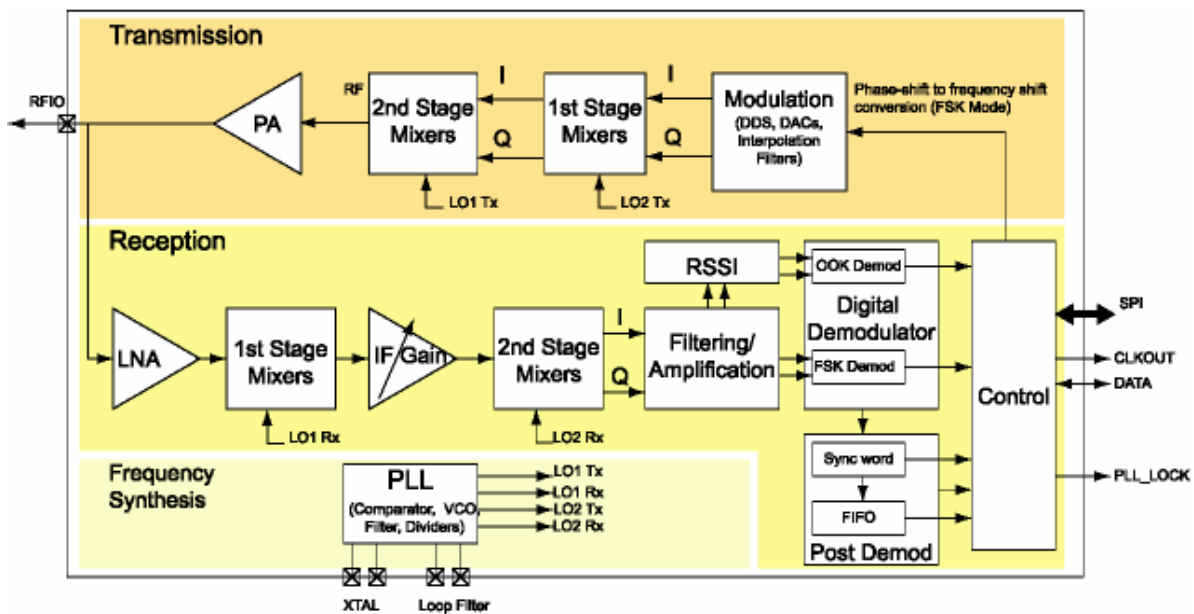 Transmission
RFIO
PA
RF
2nd Stage
Mixers
LO1 Tx
I
Q
1st Stage
Mixers
LO2 Tx
I
Q
Modulation
(DDS, DACs,
Interpolation
Filters)
Phase-shift to frequency shift
conversion (FSK Mode)
Reception
LNA
1st Stage
Mixers
LO1 Rx
IF Gain
2nd Stage
Mixers
LO2 Rx
I
Q
RSSI
Filtering/
Amplification
OOK Demod
Digital
Demodulator
FSK Demod
Sync word
FIFO
Post Demod
Control
SPI
CLKOUT
DATA
PLL_LOCK
Frequency
Synthesis
PLL
(Comparator, VCO,
Filter, Dividers)
LO1 Tx
LO1 Rx
LO2 Tx
LO2 Rx
XTAL
Loop Filter